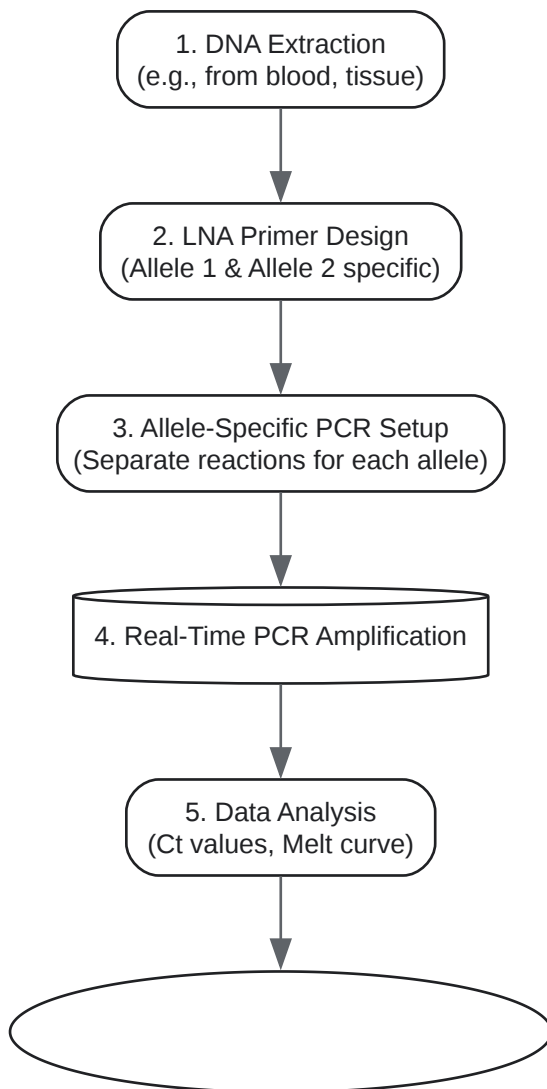 1. DNA Extraction
(e.g., from blood, tissue)
2. LNA Primer Design
(Allele 1 & Allele 2 specific)
3. Allele-Specific PCR Setup
(Separate reactions for each allele)
4. Real-Time PCR Amplification
5. Data Analysis
(Ct values, Melt curve)